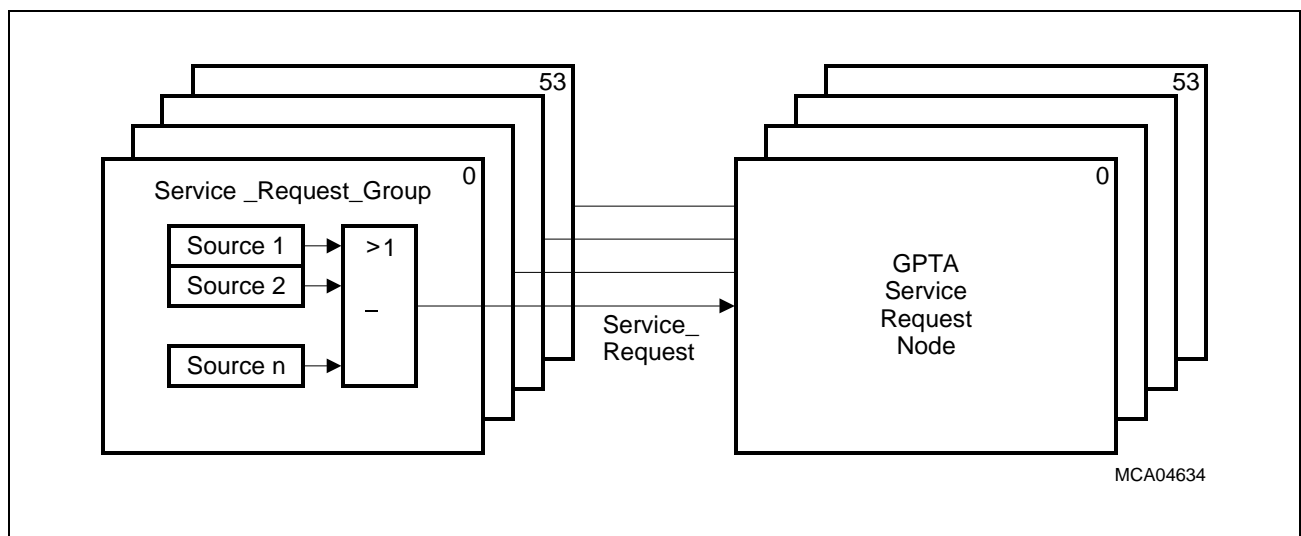 53
0
Service _Request_Group
Source 1
Source 2
Source n
>1
_
Service_
Request
53
0
GPTA
Service
Request
Node
MCA04634